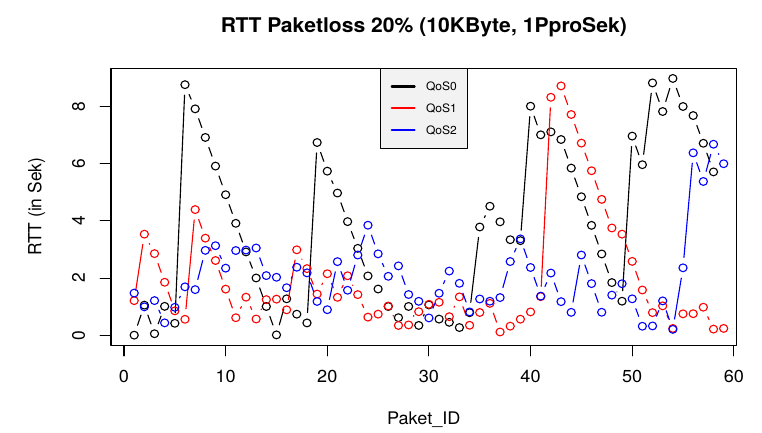 RTT Paketloss 20% (10KByte, 1PproSek)
QoS0
QoS1
QoS2
RTT (in Sek)
8
6
4
2
0
0 10 20 30 40 50 60
Paket_ID